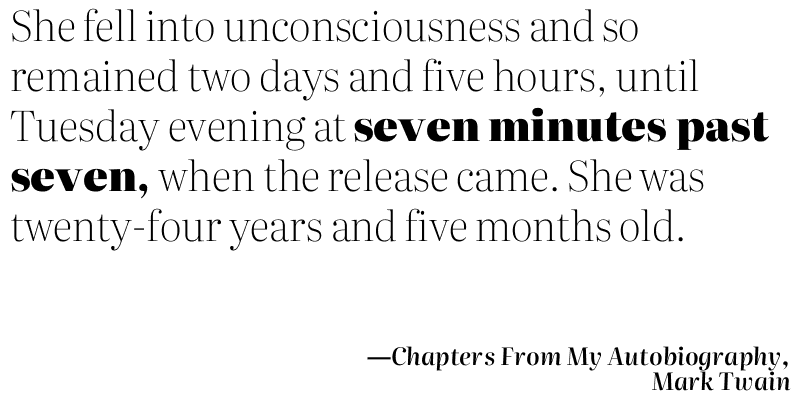 She fell into unconsciousness and so
remained two days and five hours, until
Tuesday evening at seven minutes past
seven, when the release came. She was
twenty-four years and five months old.
—Chapters From My Autobiography,
Mark Twain